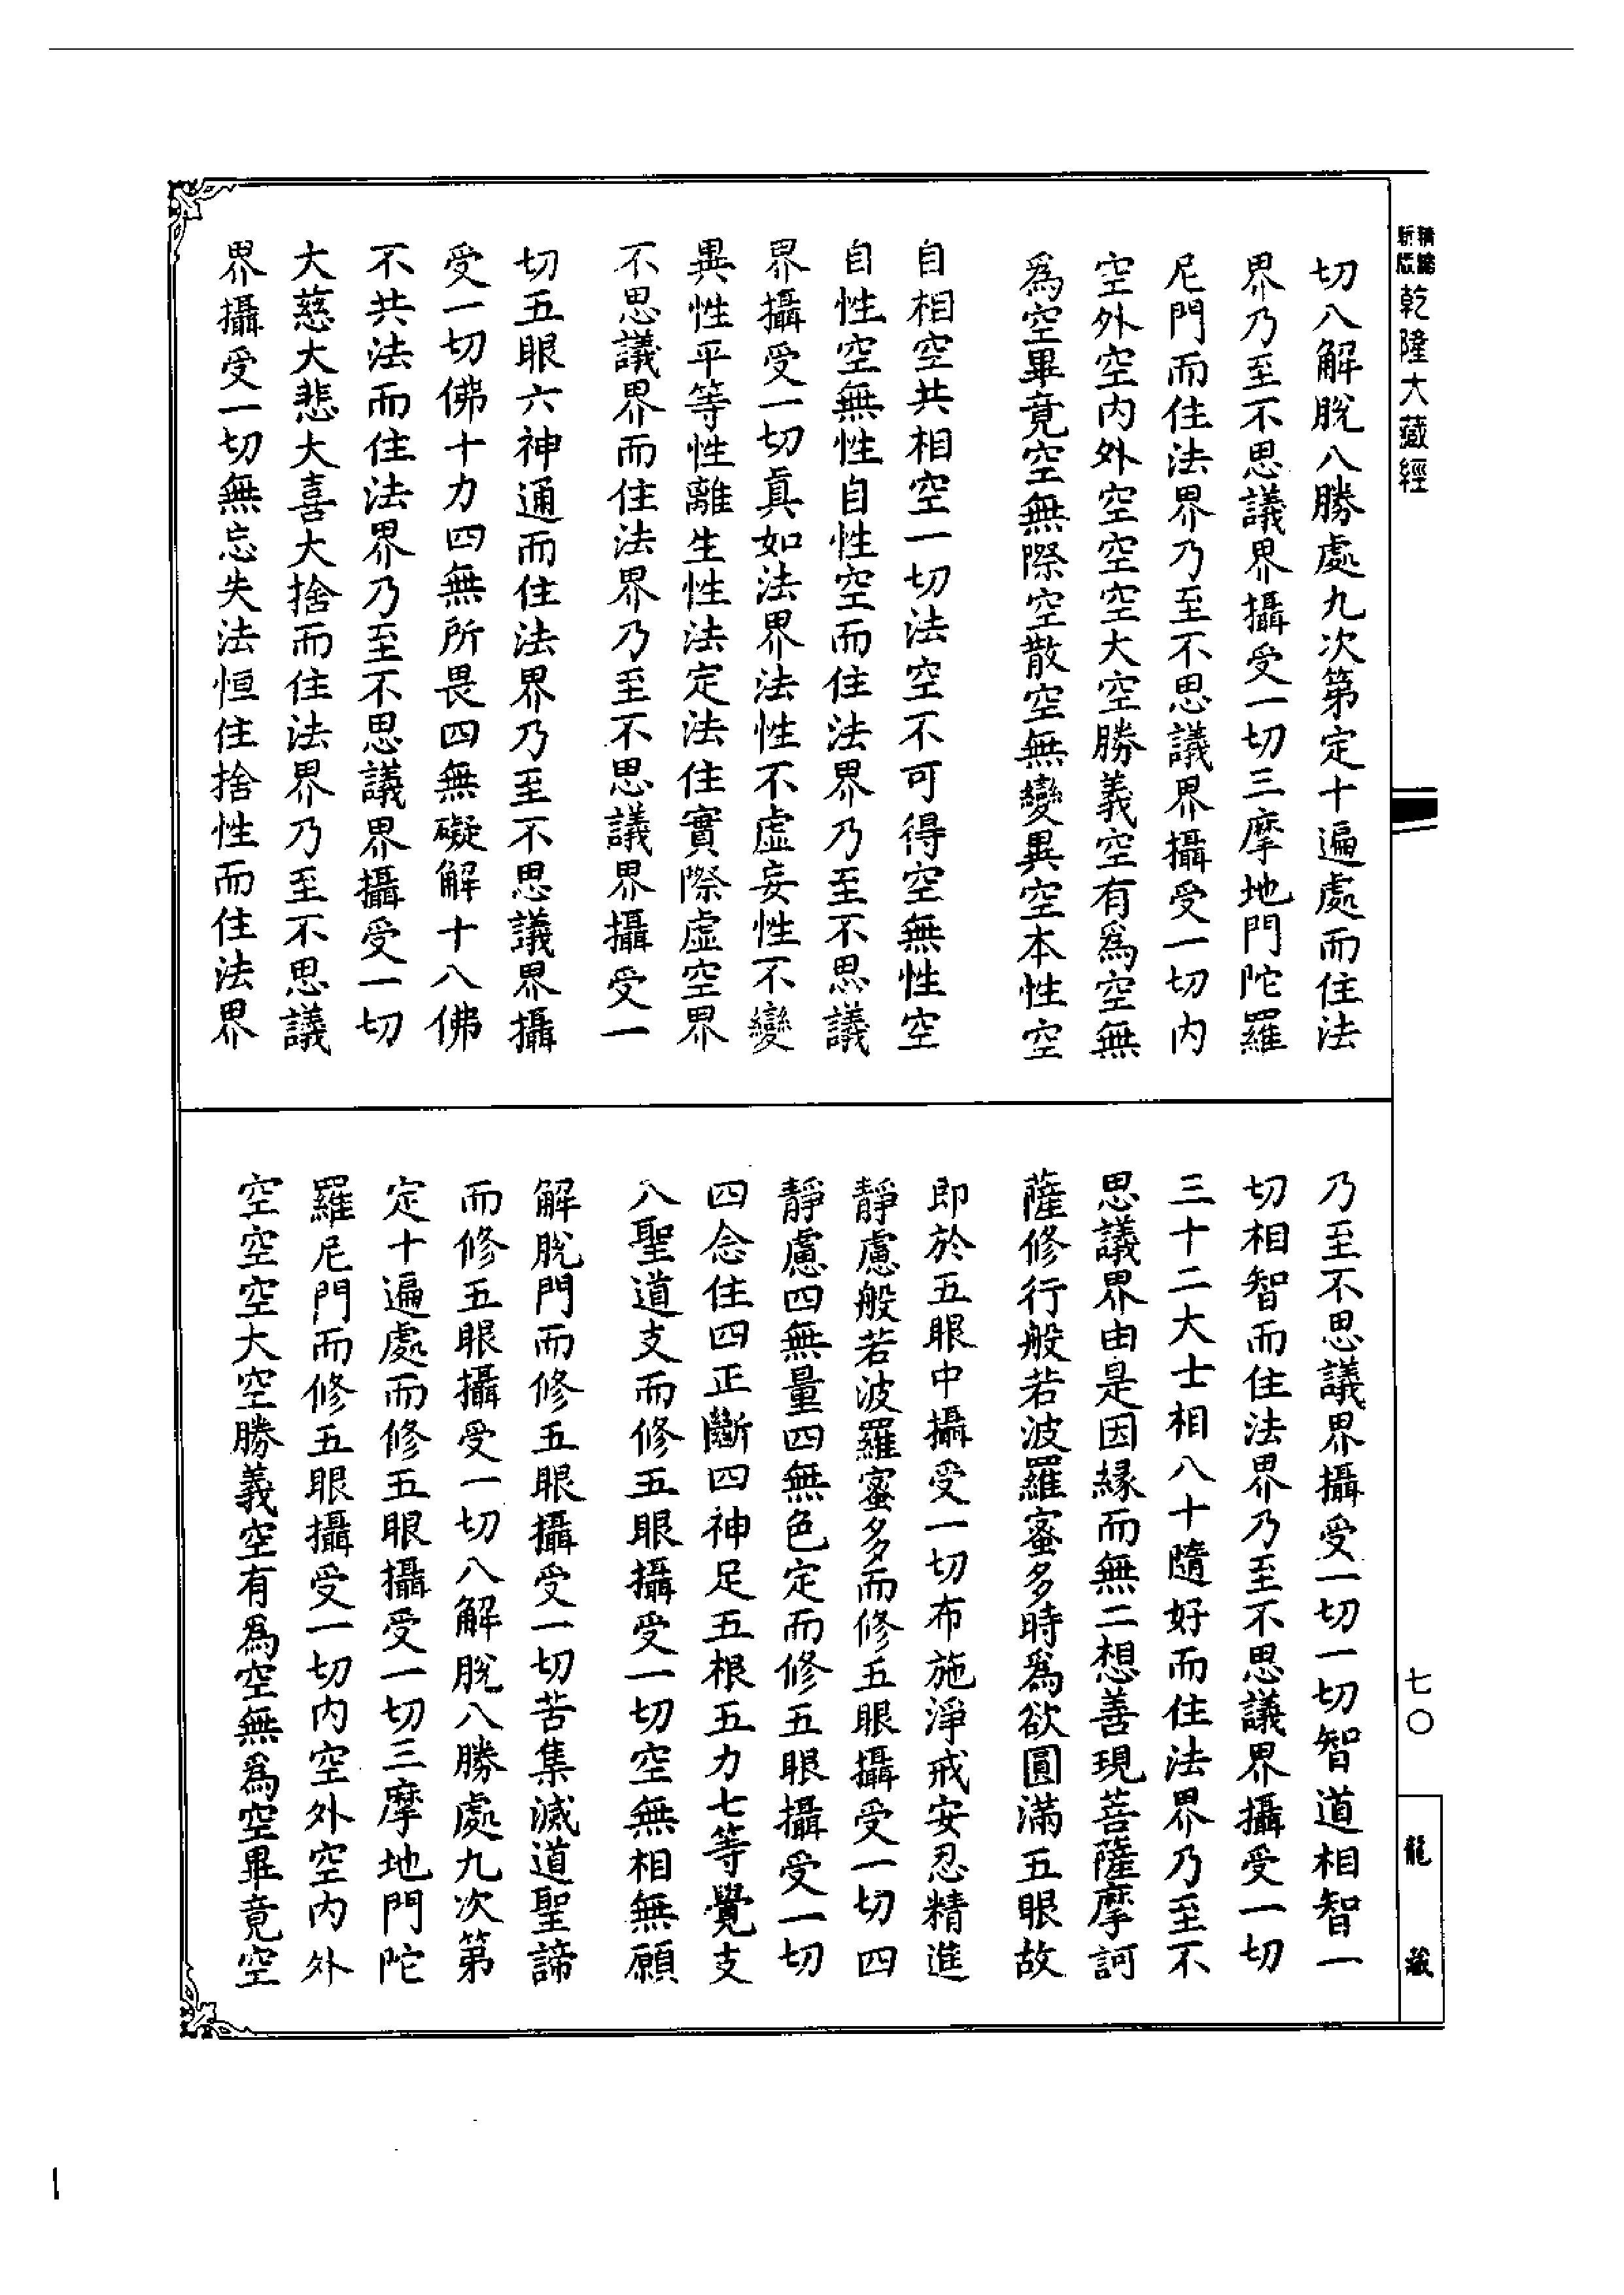 精縮
新版
乾隆大藏經
切八解脫八勝處九次第定十遍處而住法
界乃至不思議界攝受一切三摩地門陀羅
尼門而住法界乃至不思議界攝受一切內
空外空內外空空空大空勝義空有爲空無
爲空畢竟空無際空散空無變異空本性空
自相空共相空一切法空不可得空無性空
自性空無性自性空而住法界乃至不思議
界攝受一切真如法界法性不虛妄性不變
異性平等性離生性法定法住實際虛空界
不思議界而住法界乃至不思議界攝受一
切五眼六神通而住法界乃至不思議界攝
受一切佛十力四無所畏四無礙解十八佛
不共法而住法界乃至不思議界攝受一切
大慈大悲大喜大捨而住法界乃至不思議
界攝受一切無忘失法恒住捨性而住法界
乃至不思議界攝受一切一切智道相智一
切相智而住法界乃至不思議界攝受一切
三十二大士相八十隨好而住法界乃至不
思議界由是因緣而無二想善現菩薩摩訶
薩修行般若波羅蜜多時爲欲圓滿五眼故
即於五眼中攝受一切布施淨戒安忍精進
靜慮般若波羅蜜多而修五眼攝受一切四
靜慮四無量四無色定而修五眼攝受一切
四念住四正斷四神足五根五力七等覺支
八聖道支而修五眼攝受一切空無相無願
解脫門而修五眼攝受一切苦集滅道聖諦
而修五眼攝受一切八解脫八勝處九次第
定十遍處而修五眼攝受一切三摩地門陀
羅尼門而修五眼攝受一切內空外空內外
空空空大空勝義空有爲空無爲空畢竟空
七〇
龍藏